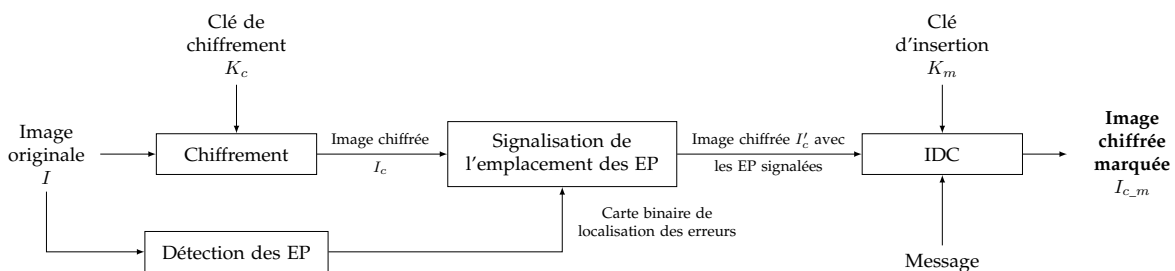 Clé de
chiffrement
K_c
Clé
d'insertion
K_m
Image
originale
I
Chiffrement
Image chiffrée
I_c
Signalisation de
l'emplacement des EP
Image chiffrée I'_c avec
les EP signalées
IDC
Image
chiffrée
marquée
I_{c_m}
Détection des EP
Carte binaire de
localisation des erreurs
Message